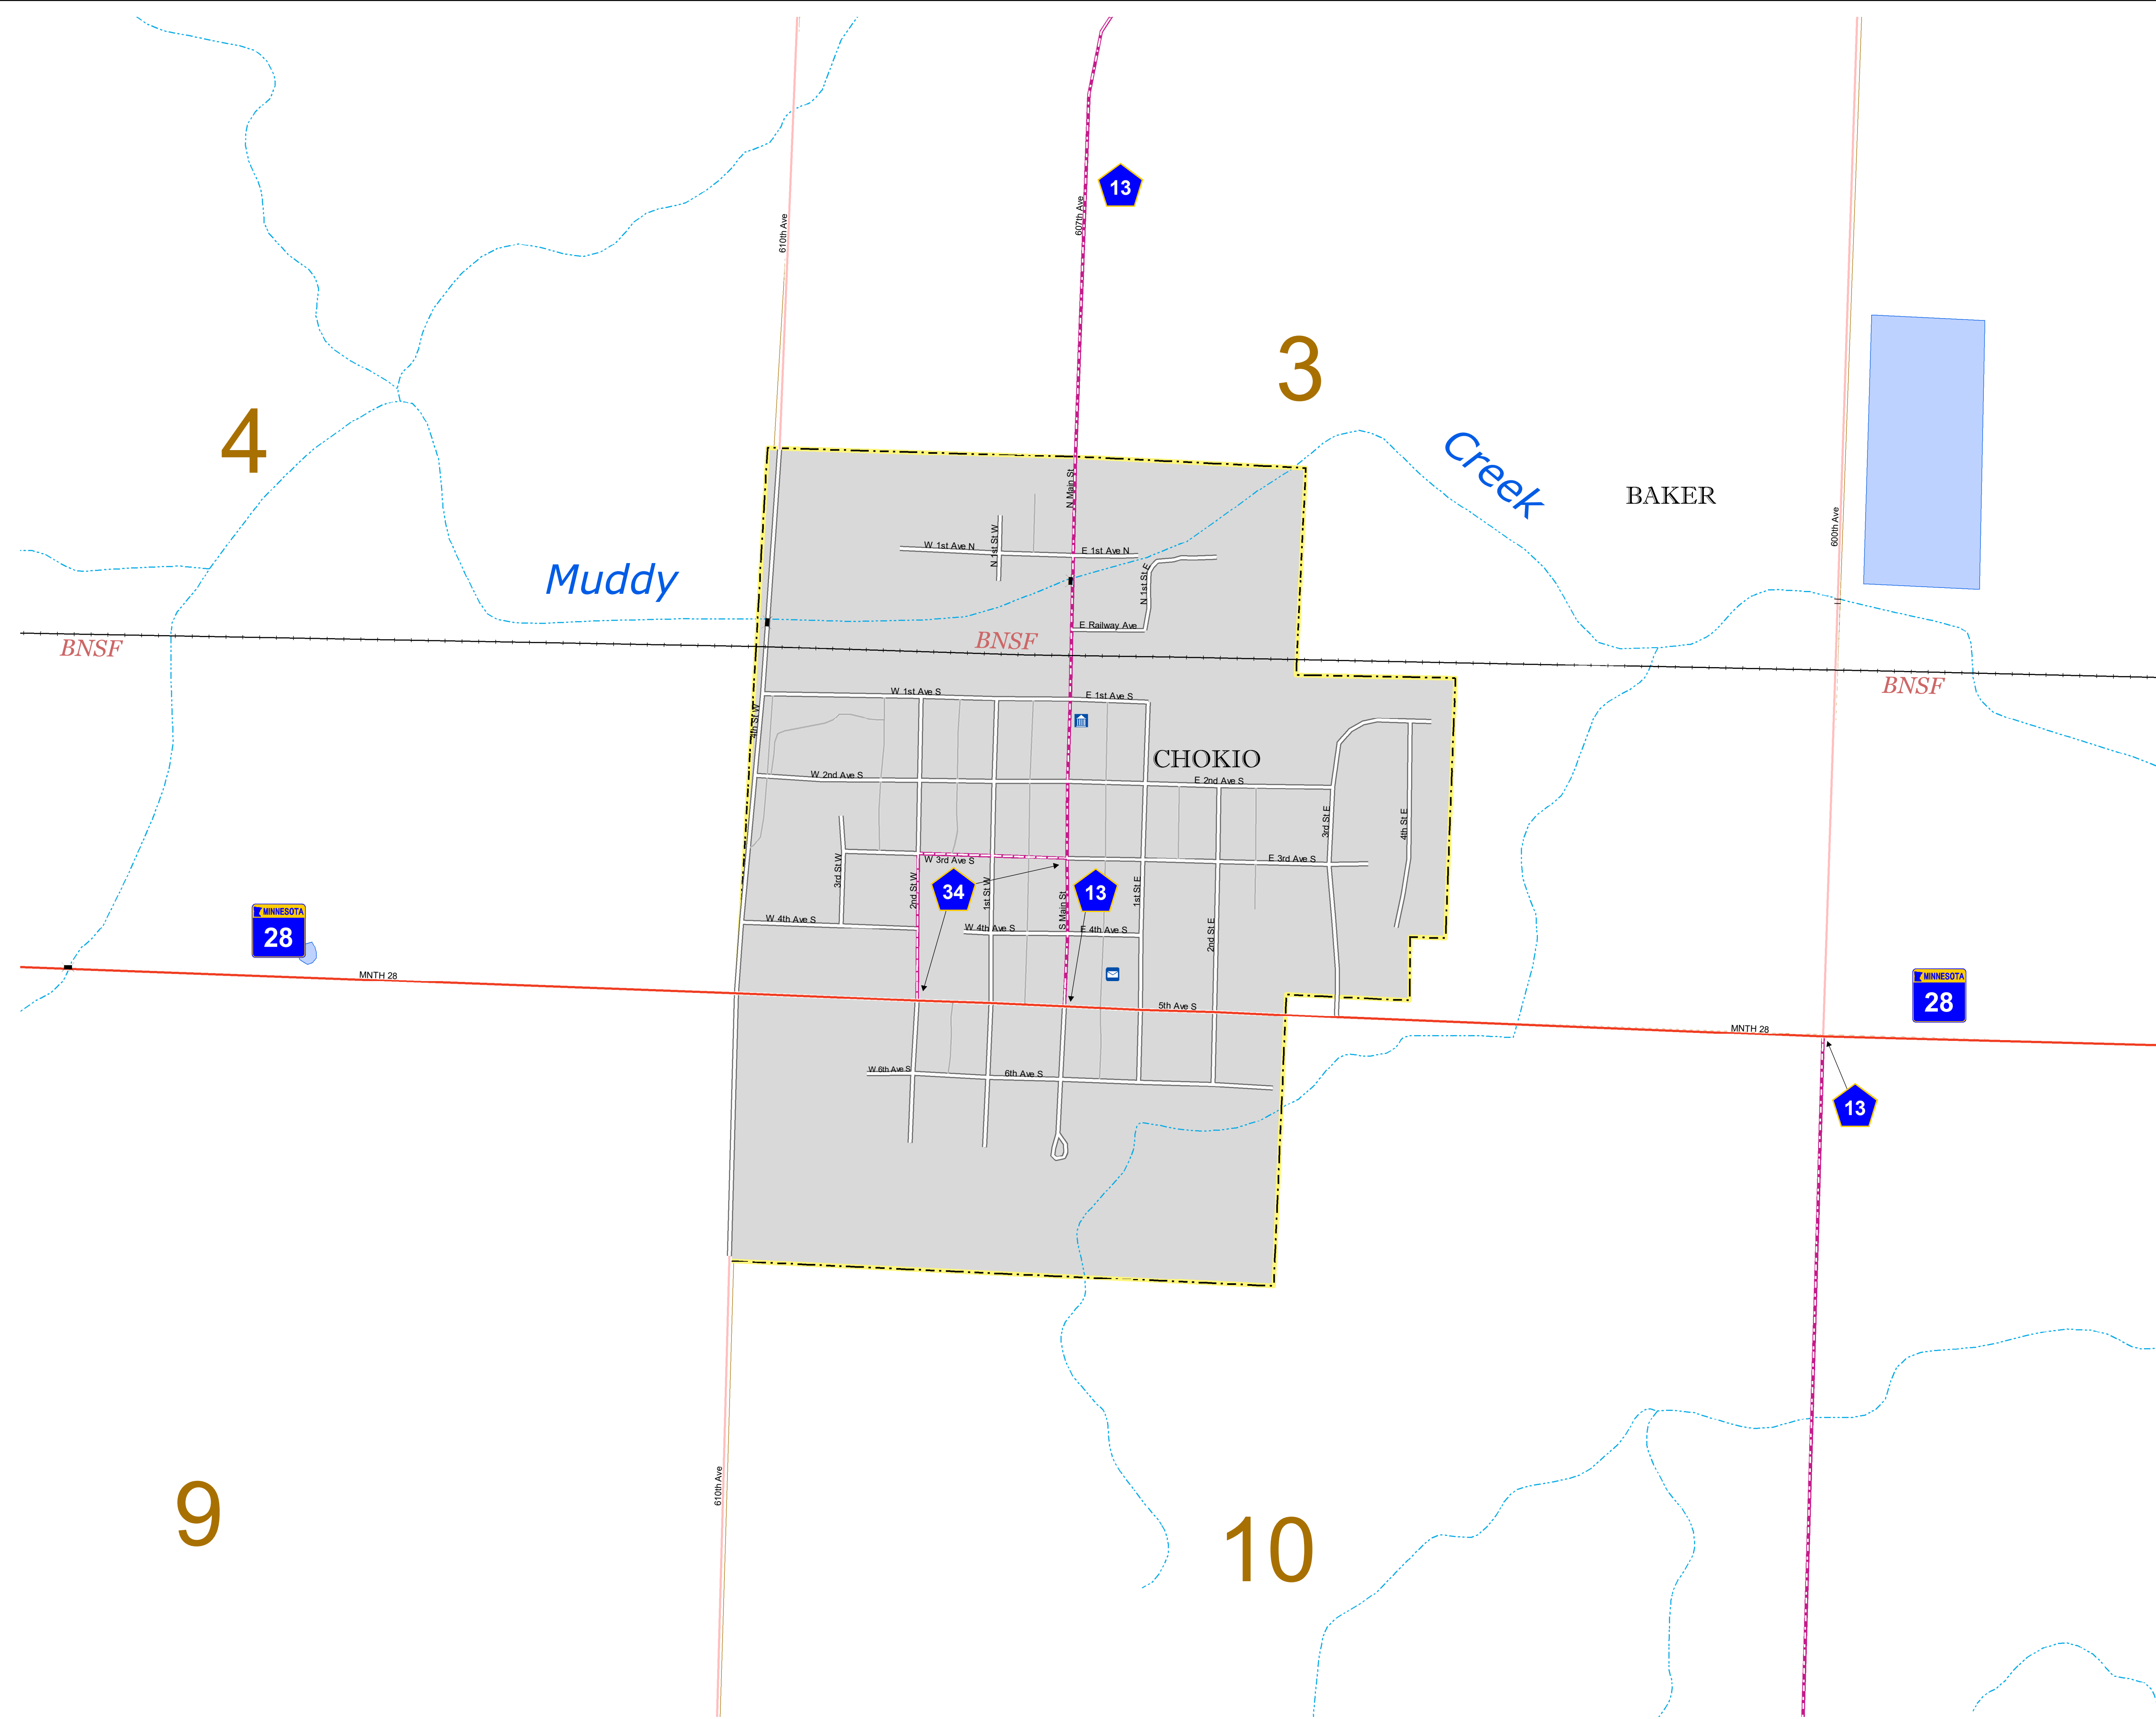 13
610th Ave
607th Ave
3
4
Creek
BAKER
600th Ave
N Main St
W 1st Ave N
N 1st St W
E 1st Ave N
N 1st St E
Muddy
E Railway Ave
BNSF
BNSF
BNSF
W 1st Ave S
E 1st Ave S
4th St W
CHOKIO
W 2nd Ave S
E 2nd Ave S
3rd St E
4th St E
W 3rd Ave S
E 3rd Ave S
3rd St W
2nd St W
34
1st St W
13
S Main St
1st St E
W 4th Ave S
W 4th Ave S
E 4th Ave S
2nd St E
MINNESOTA
28
MNTH 28
5th Ave S
MINNESOTA
28
MNTH 28
W 6th Ave S
6th Ave S
13
610th Ave
9
10